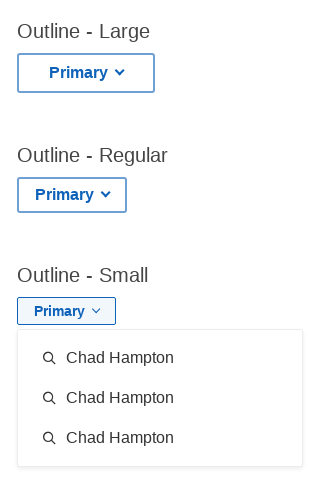 Outline - Large
Primary
Outline - Regular
Primary
Outline - Small
Primary
Chad Hampton
Chad Hampton
Chad Hampton